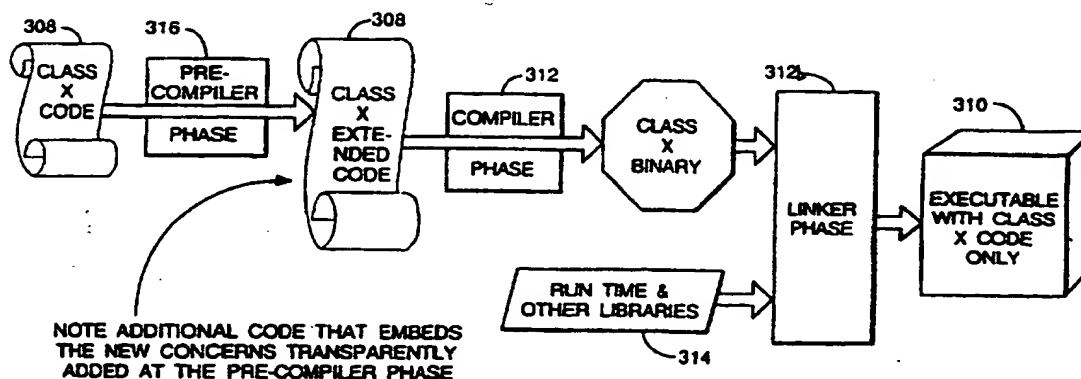 308
316
308
CLASS
X
CODE
PRE-
COMPILER
PHASE
CLASS
X
EXTE-
NDED
CODE
312
COMPILER
PHASE
CLASS
X
BINARY
312'
LINKER
PHASE
310
EXECUTABLE
WITH CLASS
X CODE
ONLY
RUN TIME &
OTHER LIBRARIES
314
NOTE ADDITIONAL CODE THAT EMBEDS
THE NEW CONCERNS TRANSPARENTLY
ADDED AT THE PRE-COMPILER PHASE